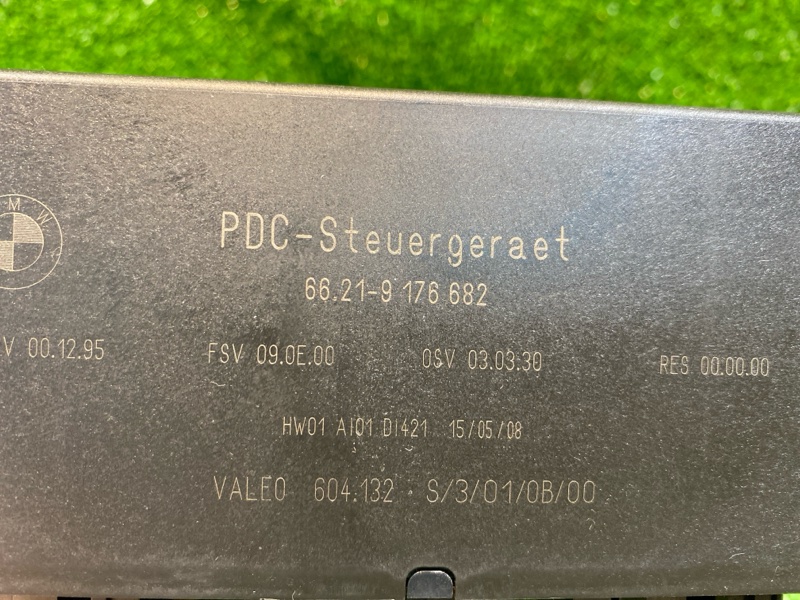 BMW
PDC-Steuergeraet
66.21-9 176 682
V 00.12.95 FSV 09.0E.00 OSV 03.03.30 RES 00.00.00
HW01 AI01 DI421 15/05/08
VALEO 604.132 · S/3/01/0B/00